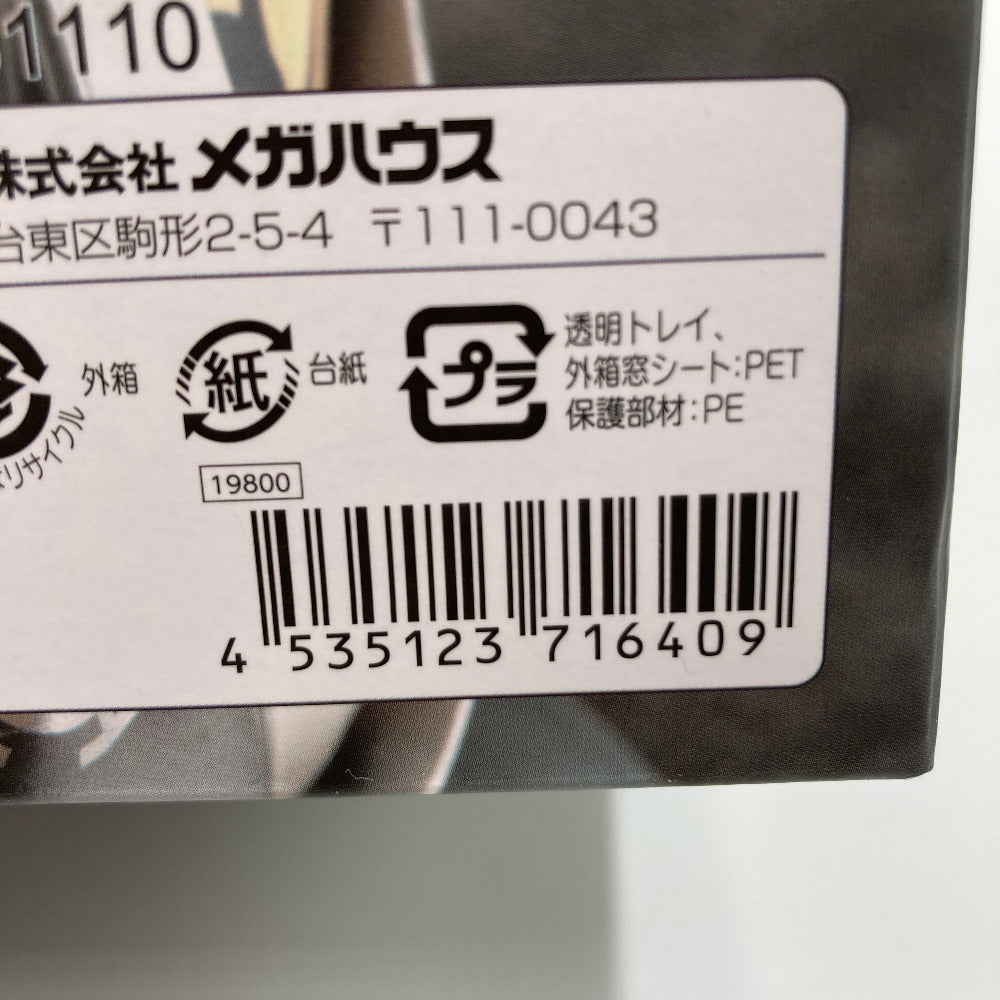 1110
株式会社 メガハウス
台東区駒形2-5-4 〒111-0043
外箱
リサイクル
紙
台紙
プラ
透明トレイ、
外箱窓シート:PET
保護部材:PE
19800
4 535123 716409